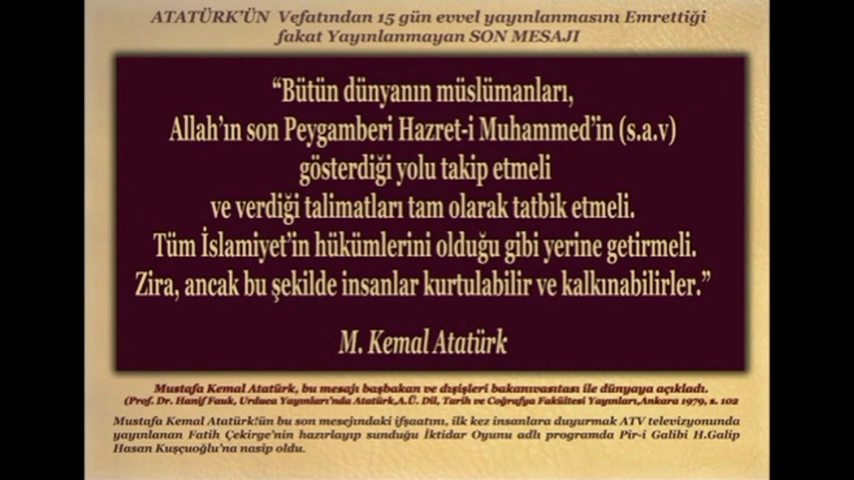 ATATÜRK'ÜN Vefatından 15 gün evvel yayınlanmasını Emrettiği
fakat Yayınlanmayan SON MESAJI
“Bütün dünyanın müslümanları,
Allah’ın son Peygamberi Hazret-i Muhammed’in (s.a.v)
gösterdiği yolu takip etmeli
ve verdiği talimatları tam olarak tatbik etmeli.
Tüm İslamiyet’in hükümlerini olduğu gibi yerine getirmeli.
Zira, ancak bu şekilde insanlar kurtulabilir ve kalkınabilirler.”
M. Kemal Atatürk
Mustafa Kemal Atatürk, bu mesajı başbakan ve dışişleri bakanıvasıtası ile dünyaya açıkladı.
(Prof. Dr. Hanif Fauk, Urduca Yayınları'nda Atatürk,A.Ü. Dil, Tarih ve Coğrafya Fakültesi Yayınları,Ankara 1979, s. 102
Mustafa Kemal Atatürk!ün bu son mesejındaki ifşaatını, ilk kez insanlara duyurmak ATV televizyonunda
yayınlanan Fatih Çekirge'nin hazırlayıp sunduğu İktidar Oyunu adlı programda Pir-i Galibi H.Galip
Hasan Kuşçuoğlu'na nasip oldu.